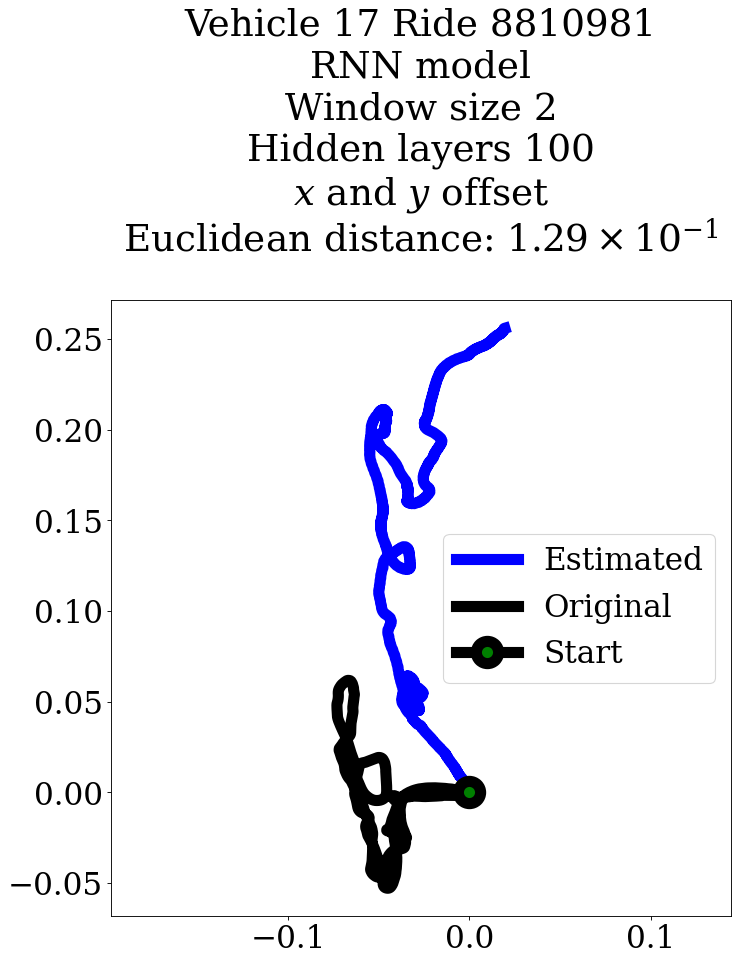 Vehicle 17 Ride 8810981
RNN model
Window size 2
Hidden layers 100
x and y offset
Euclidean distance: 1.29 × 10⁻¹
0.25
0.20
0.15
0.10
0.05
0.00
−0.05
Estimated
Original
Start
−0.1
0.0
0.1